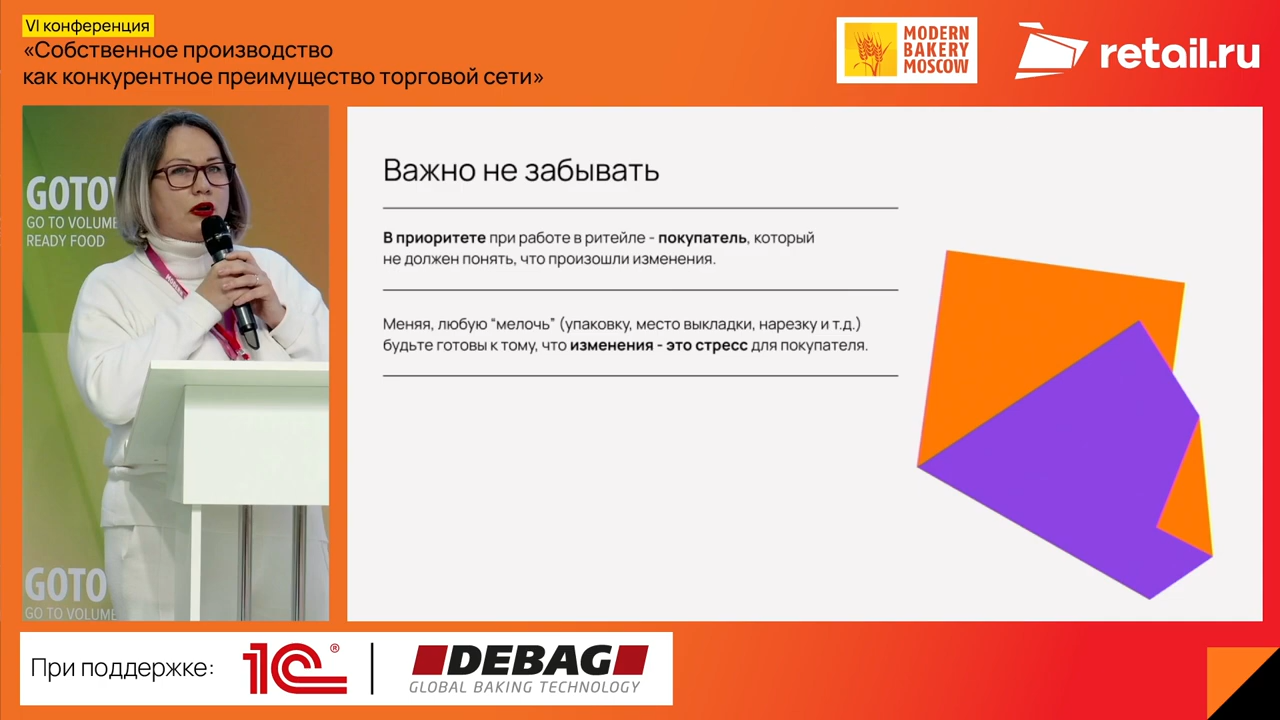 VI конференция
«Собственное производство
как конкурентное преимущество торговой сети»
MODERN
BAKERY
MOSCOW
retail.ru
GOTO
GO TO VOLUME
READY FOOD
Важно не забывать
В приоритете при работе в ритейле - покупатель, который
не должен понять, что произошли изменения.
Меняя, любую “мелочь” (упаковку, место выкладки, нарезку и т.д.)
будьте готовы к тому, что изменения - это стресс для покупателя.
GOTO
GO TO VOLUME
При поддержке:
1С®
DEBAG
GLOBAL BAKING TECHNOLOGY